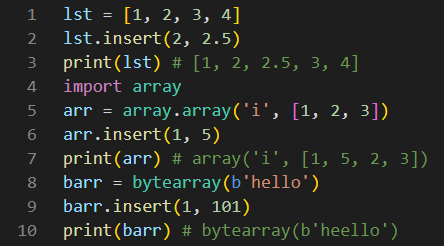 1 lst = [1, 2, 3, 4]
2 lst.insert(2, 2.5)
3 print(lst) # [1, 2, 2.5, 3, 4]
4 import array
5 arr = array.array('i', [1, 2, 3])
6 arr.insert(1, 5)
7 print(arr) # array('i', [1, 5, 2, 3])
8 barr = bytearray(b'hello')
9 barr.insert(1, 101)
10 print(barr) # bytearray(b'heello')